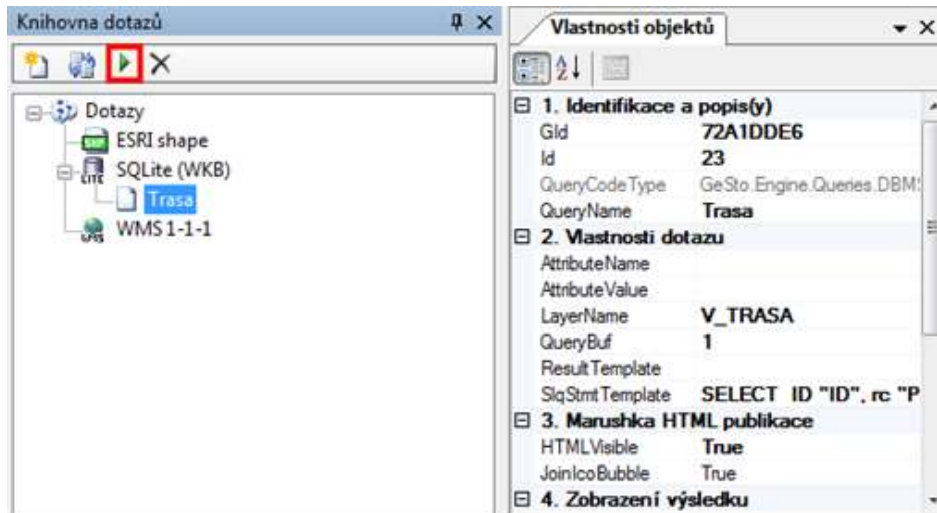 Knihovna dotazů
Dotazy
ESRI shape
SQLite (WKB)
Trasa
WMS 1-1-1
Vlastnosti objektů
1. Identifikace a popis(y)
GId 72A1DDE6
Id 23
QueryCodeType GeSto.Engine.Queries.DBM
QueryName Trasa
2. Vlastnosti dotazu
AttributeName
AttributeValue
LayerName V_TRASA
QueryBuf 1
ResultTemplate
SlqStmtTemplate SELECT ID "ID", rc "P
3. Marushka HTML publikace
HTMLVisible True
JoinIcoBubble True
4. Zobrazení výsledku